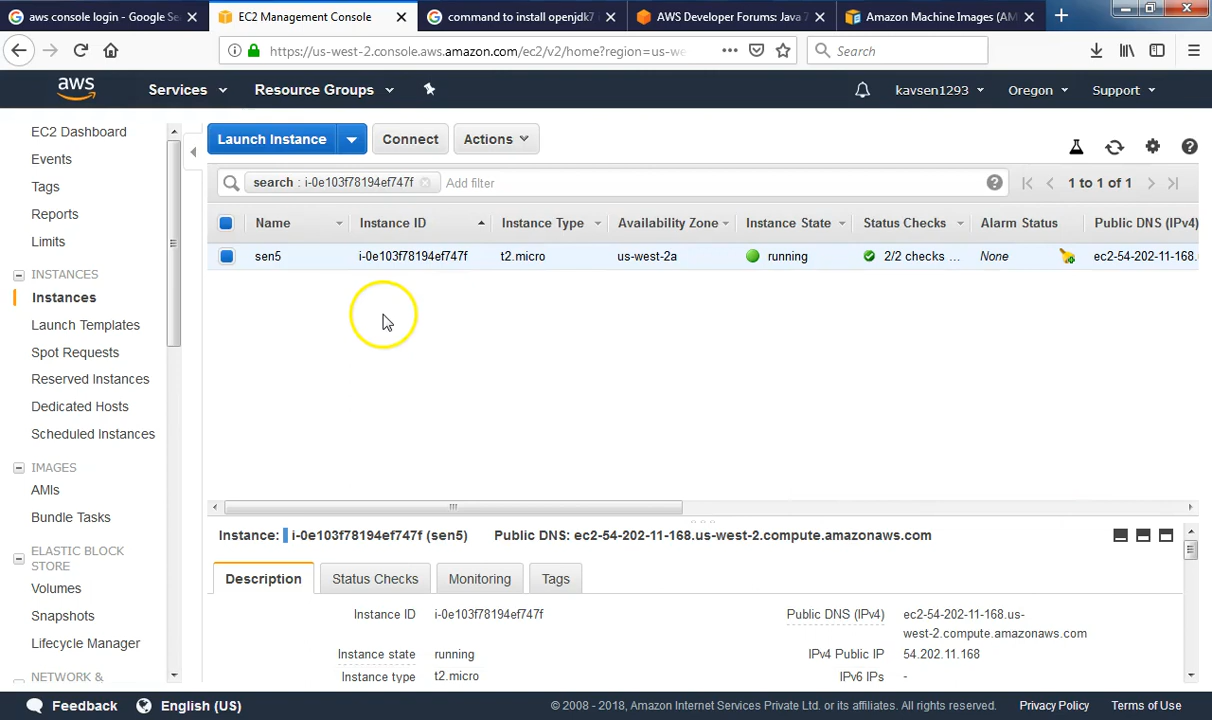 aws console login - Google Se
EC2 Management Console
command to install openjdk7
AWS Developer Forums: Java 7
Amazon Machine Images (AM
https://us-west-2.console.aws.amazon.com/ec2/v2/home?region=us-we
Search
aws
Services
Resource Groups
kavsen1293
Oregon
Support
EC2 Dashboard
Events
Tags
Reports
Limits
INSTANCES
Instances
Launch Templates
Spot Requests
Reserved Instances
Dedicated Hosts
Scheduled Instances
IMAGES
AMIs
Bundle Tasks
ELASTIC BLOCK
STORE
Volumes
Snapshots
Lifecycle Manager
NETWORK &
Launch Instance
Connect
Actions
search : i-0e103f78194ef747f
Add filter
1 to 1 of 1
Name Instance ID Instance Type Availability Zone Instance State Status Checks Alarm Status Public DNS (IPv4)
sen5 i-0e103f78194ef747f t2.micro us-west-2a running 2/2 checks ... None ec2-54-202-11-168.
Instance: i-0e103f78194ef747f (sen5) Public DNS: ec2-54-202-11-168.us-west-2.compute.amazonaws.com
Description
Status Checks
Monitoring
Tags
Instance ID i-0e103f78194ef747f
Instance state running
Instance type t2.micro
Public DNS (IPv4) ec2-54-202-11-168.us-
west-2.compute.amazonaws.com
IPv4 Public IP 54.202.11.168
IPv6 IPs -
Feedback
English (US)
© 2008 - 2018, Amazon Internet Services Private Ltd. or its affiliates. All rights reserved.
Privacy Policy
Terms of Use